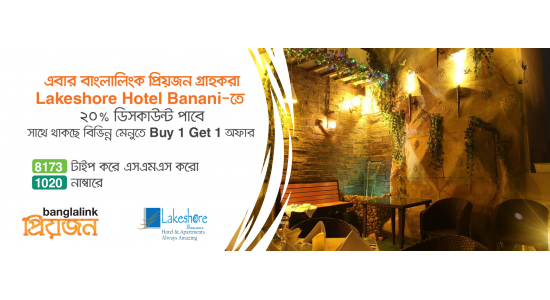 এবার বাংলালিংক প্রিয়জন গ্রাহকরা
Lakeshore Hotel Banani-তে
২০% ডিসকাউন্ট পাবে
সাথে থাকছে বিভিন্ন মেনুতে Buy 1 Get 1 অফার
8173 টাইপ করে এসএমএস করো
1020 নাম্বারে
banglalink
প্রিয়জন
Lakeshore
Banani
Hotel & Apartments
Always Amazing